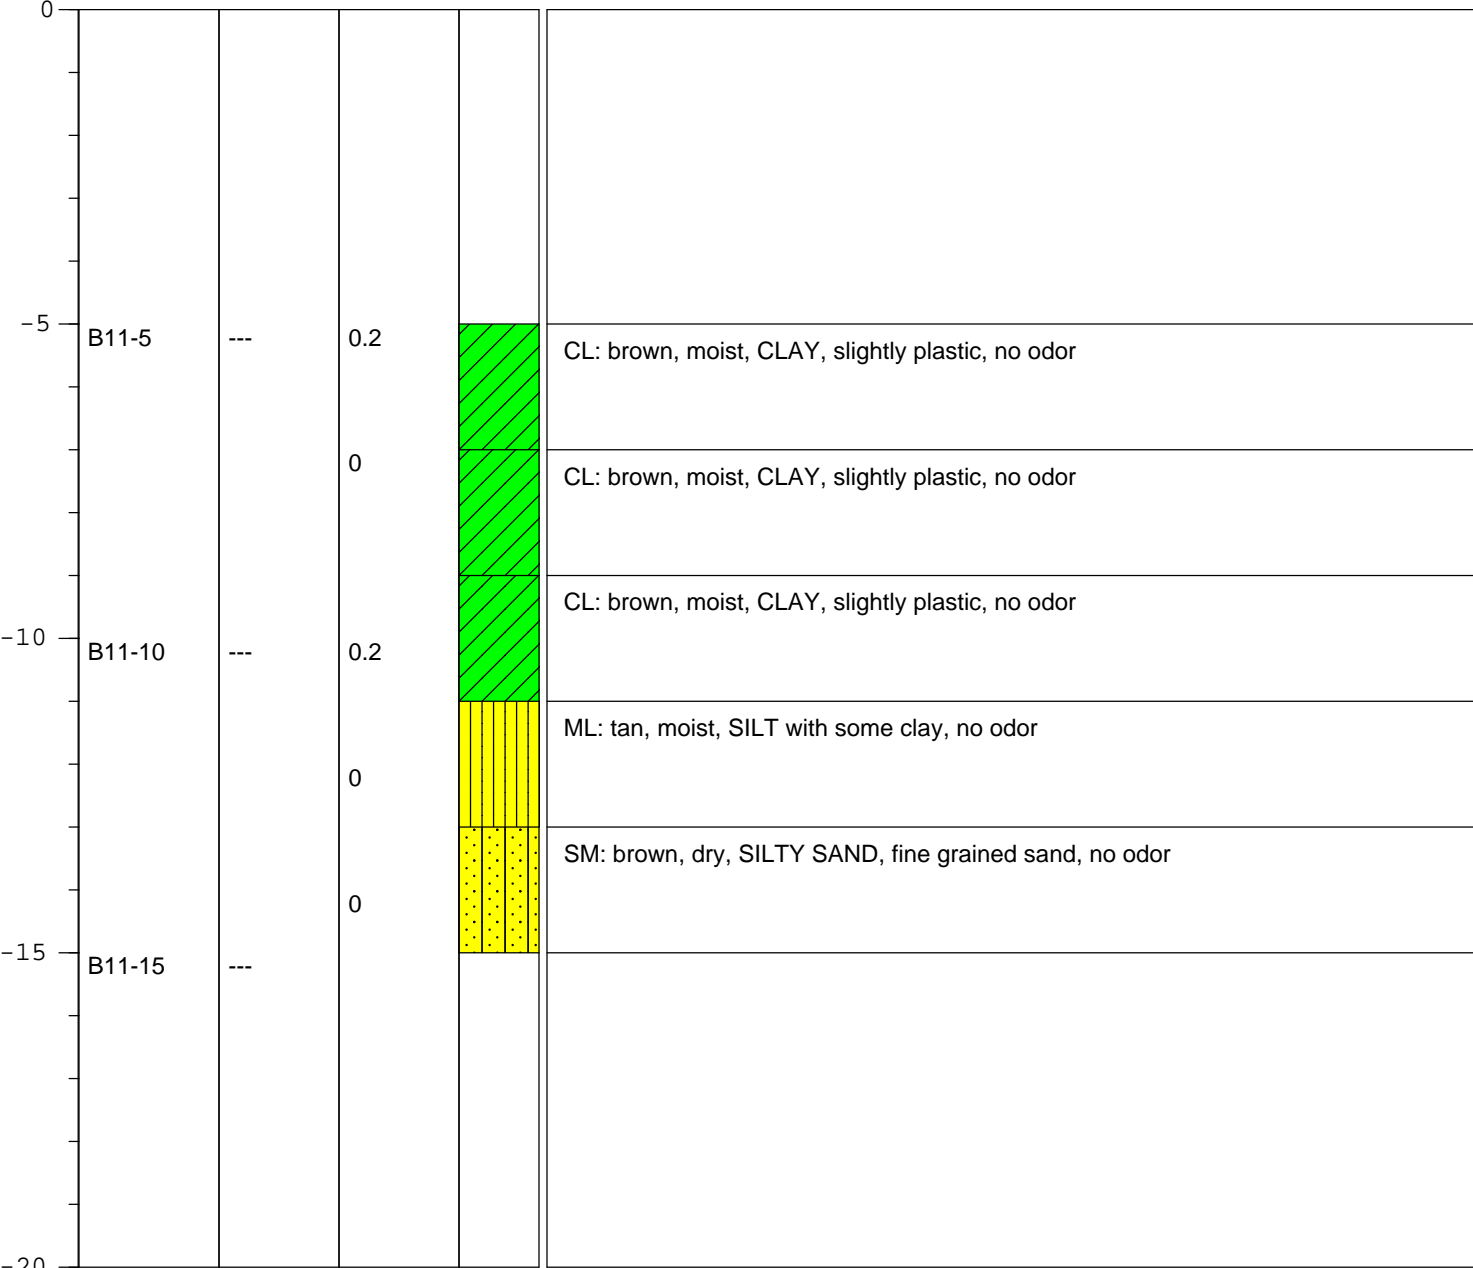 0
-5
B11-5 --- 0.2
CL: brown, moist, CLAY, slightly plastic, no odor
0
CL: brown, moist, CLAY, slightly plastic, no odor
CL: brown, moist, CLAY, slightly plastic, no odor
-10
B11-10 --- 0.2
ML: tan, moist, SILT with some clay, no odor
0
SM: brown, dry, SILTY SAND, fine grained sand, no odor
0
-15
B11-15 ---
-20